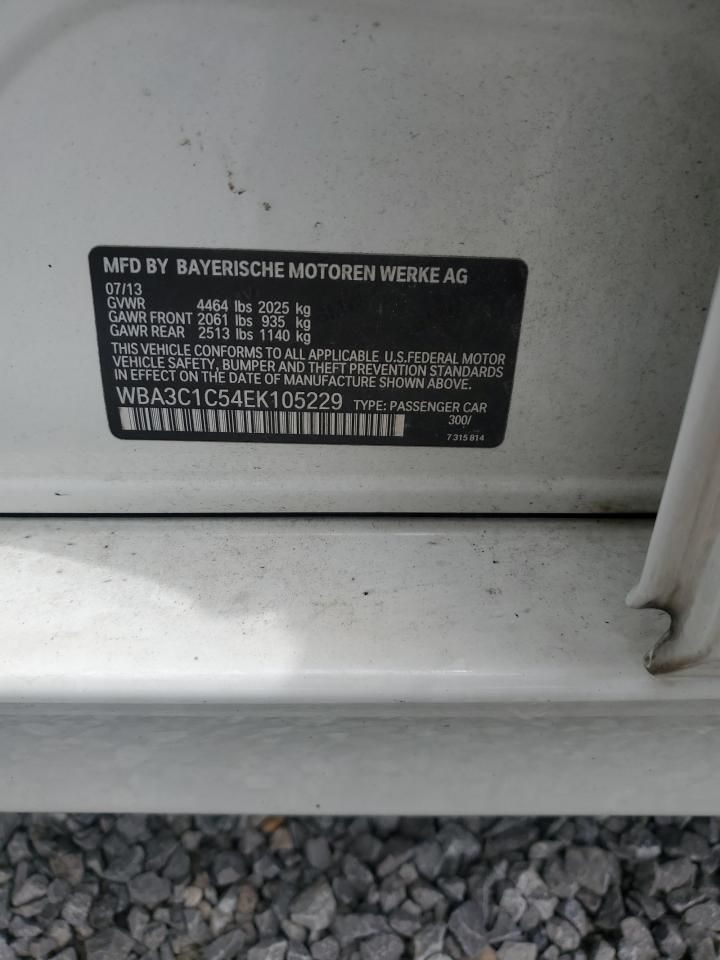 MFD BY BAYERISCHE MOTOREN WERKE AG
07/13
GVWR 4464 lbs 2025 kg
GAWR FRONT 2061 lbs 935 kg
GAWR REAR 2513 lbs 1140 kg
THIS VEHICLE CONFORMS TO ALL APPLICABLE U.S.FEDERAL MOTOR
VEHICLE SAFETY, BUMPER AND THEFT PREVENTION STANDARDS
IN EFFECT ON THE DATE OF MANUFACTURE SHOWN ABOVE.
WBA3C1C54EK105229 TYPE: PASSENGER CAR
300/
7 315 814